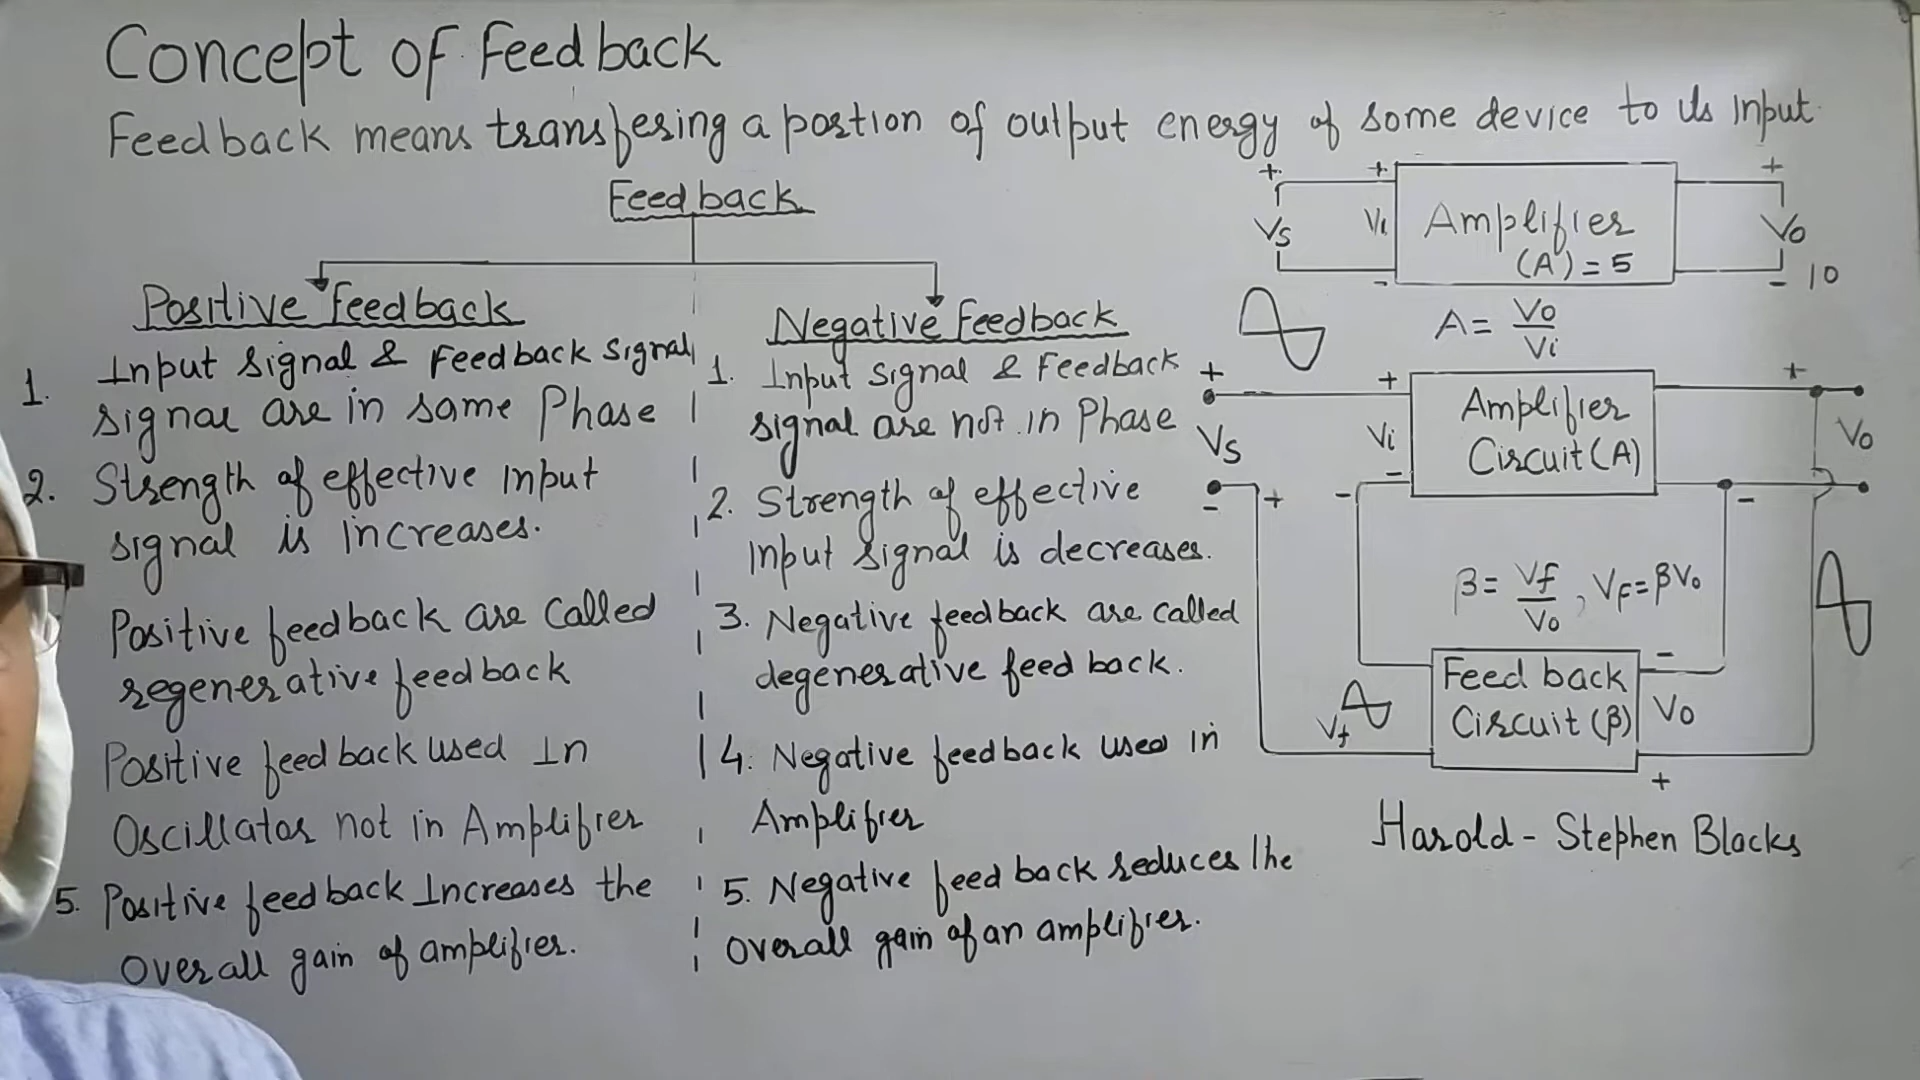 Concept of Feedback
Feedback means transfering a portion of output energy of some device to its Input.
Feedback
Positive feedback
1. Input signal & Feedback signal
signal are in same Phase
2. Strength of effective input
signal is increases.
Positive feedback are Called
regenerative feedback
Positive feedback used In
Oscillator not in Amplifier
5. Positive feedback Increases the
Overall gain of amplifier.
Negative Feedback
1. Input signal & Feedback
signal are not in Phase
2. Strength of effective
input signal is decreases.
3. Negative feedback are called
degenerative feedback.
4. Negative feedback used in
Amplifier
5. Negative feedback reduces the
Overall gain of an amplifier.
+ + +
Vs Vi Amplifier Vo
(A) = 5
- - 10
A = Vo/Vi
+ + +
Vs Vi Amplifier Vo
Circuit (A)
- + - - -
β = Vf/Vo , VF = βVo
Feed back -
Vf Circuit (β) Vo
+
Harold - Stephen Blacks